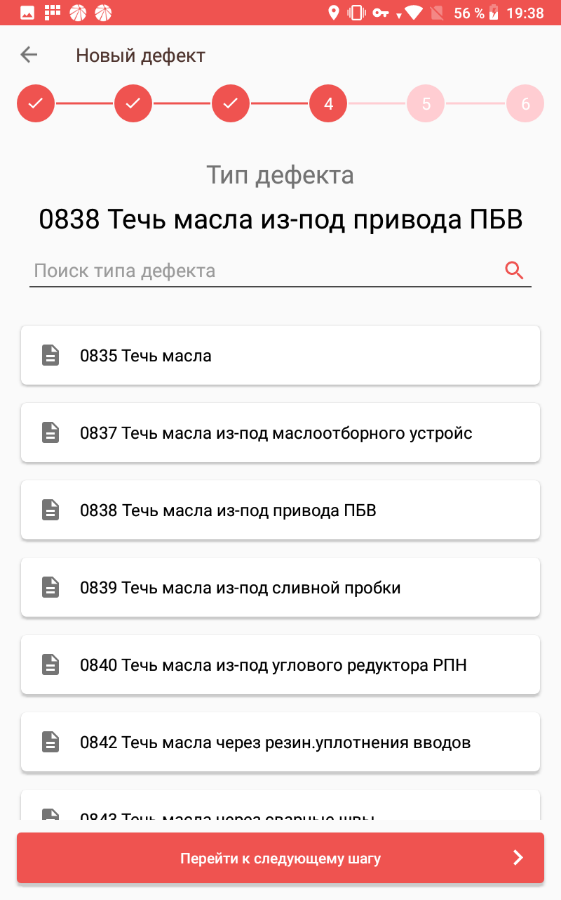 56 % 19:38
Новый дефект
4 5 6
Тип дефекта
0838 Течь масла из-под привода ПБВ
Поиск типа дефекта
0835 Течь масла
0837 Течь масла из-под маслоотборного устройс
0838 Течь масла из-под привода ПБВ
0839 Течь масла из-под сливной пробки
0840 Течь масла из-под углового редуктора РПН
0842 Течь масла через резин.уплотнения вводов
0843 Течь масла через сварные швы
Перейти к следующему шагу